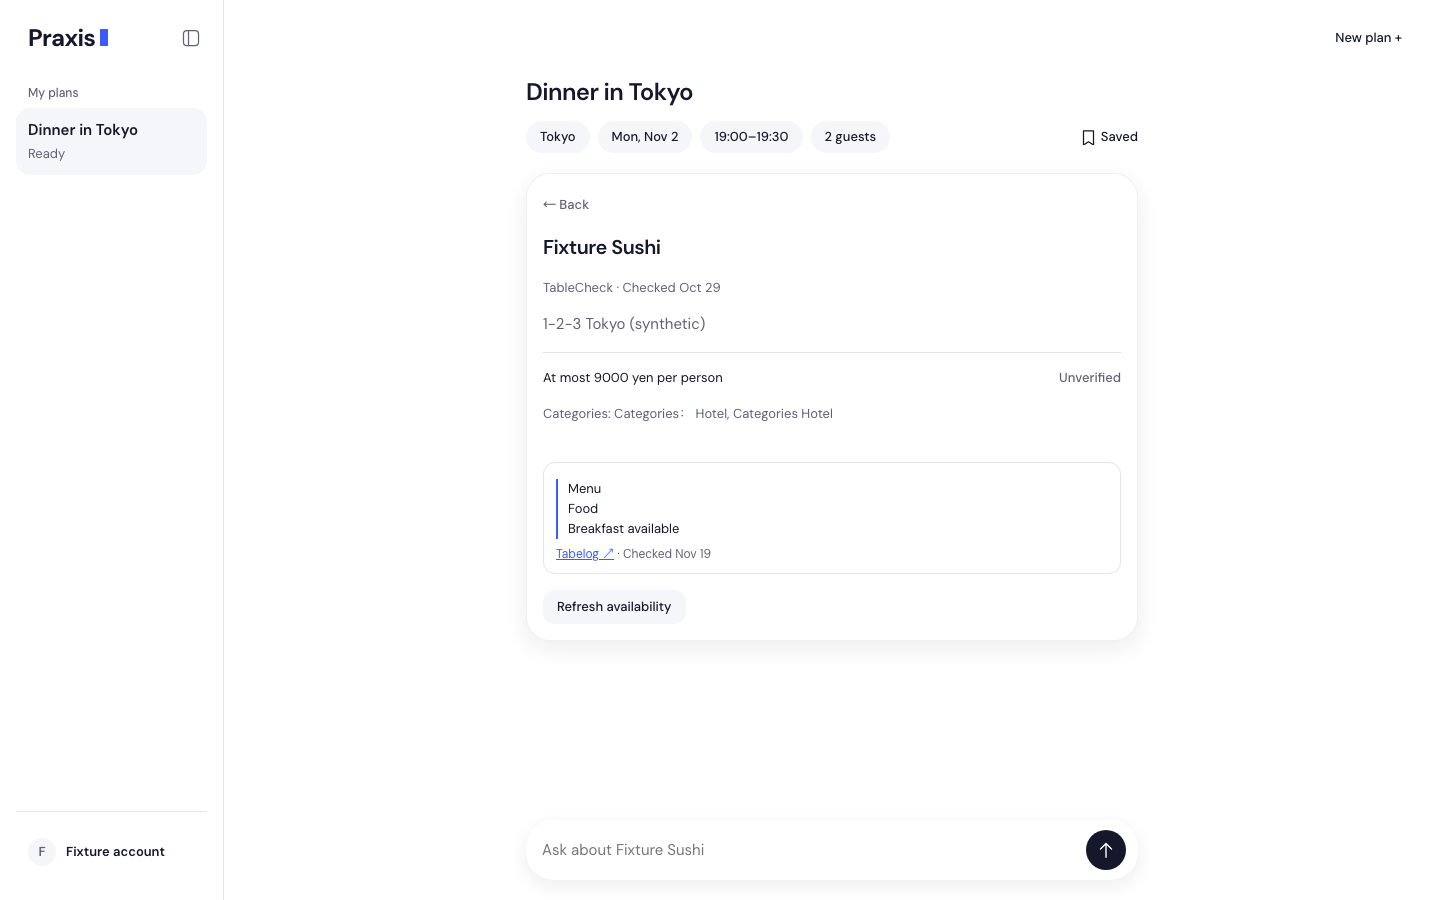 Praxis
New plan +
My plans
Dinner in Tokyo
Ready
Dinner in Tokyo
Tokyo
Mon, Nov 2
19:00–19:30
2 guests
Saved
← Back
Fixture Sushi
TableCheck · Checked Oct 29
1-2-3 Tokyo (synthetic)
At most 9000 yen per person
Unverified
Categories: Categories： Hotel, Categories Hotel
Menu
Food
Breakfast available
Tabelog ↗ · Checked Nov 19
Refresh availability
F
Fixture account
Ask about Fixture Sushi